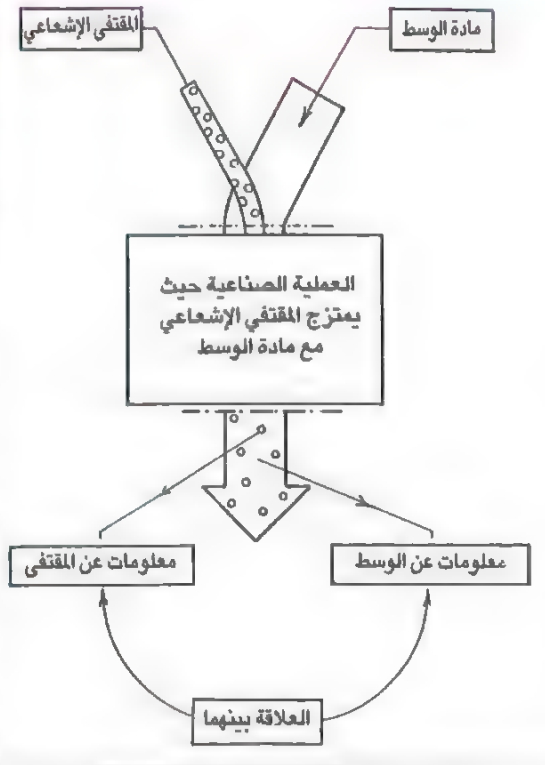 المقتفي الإشعاعي
مادة الوسط
العملية الصناعية حيث
يمتزج المقتفي الإشعاعي
مع مادة الوسط
معلومات عن المقتفى
معلومات عن الوسط
العلاقة بينهما